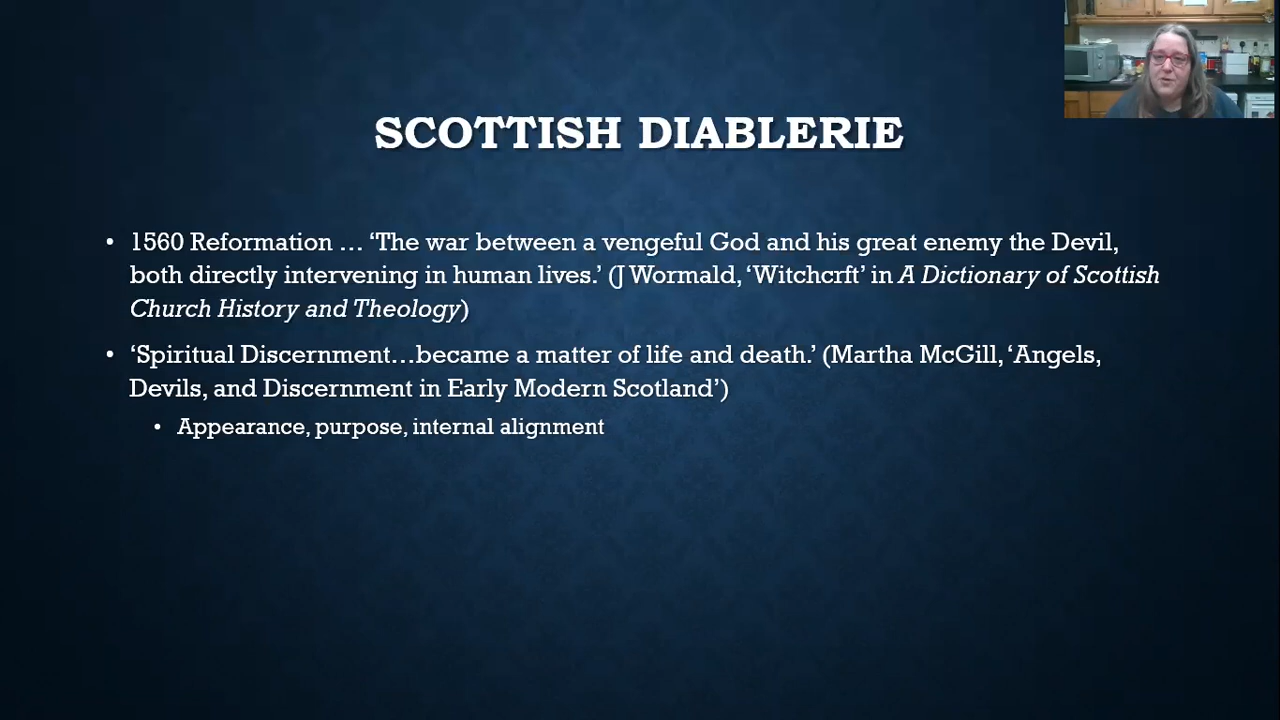 SCOTTISH DIABLERIE
• 1560 Reformation … ‘The war between a vengeful God and his great enemy the Devil,
both directly intervening in human lives.’ (J Wormald, ‘Witchcrft’ in A Dictionary of Scottish
Church History and Theology)
• ‘Spiritual Discernment…became a matter of life and death.’ (Martha McGill, ‘Angels,
Devils, and Discernment in Early Modern Scotland’)
• Appearance, purpose, internal alignment